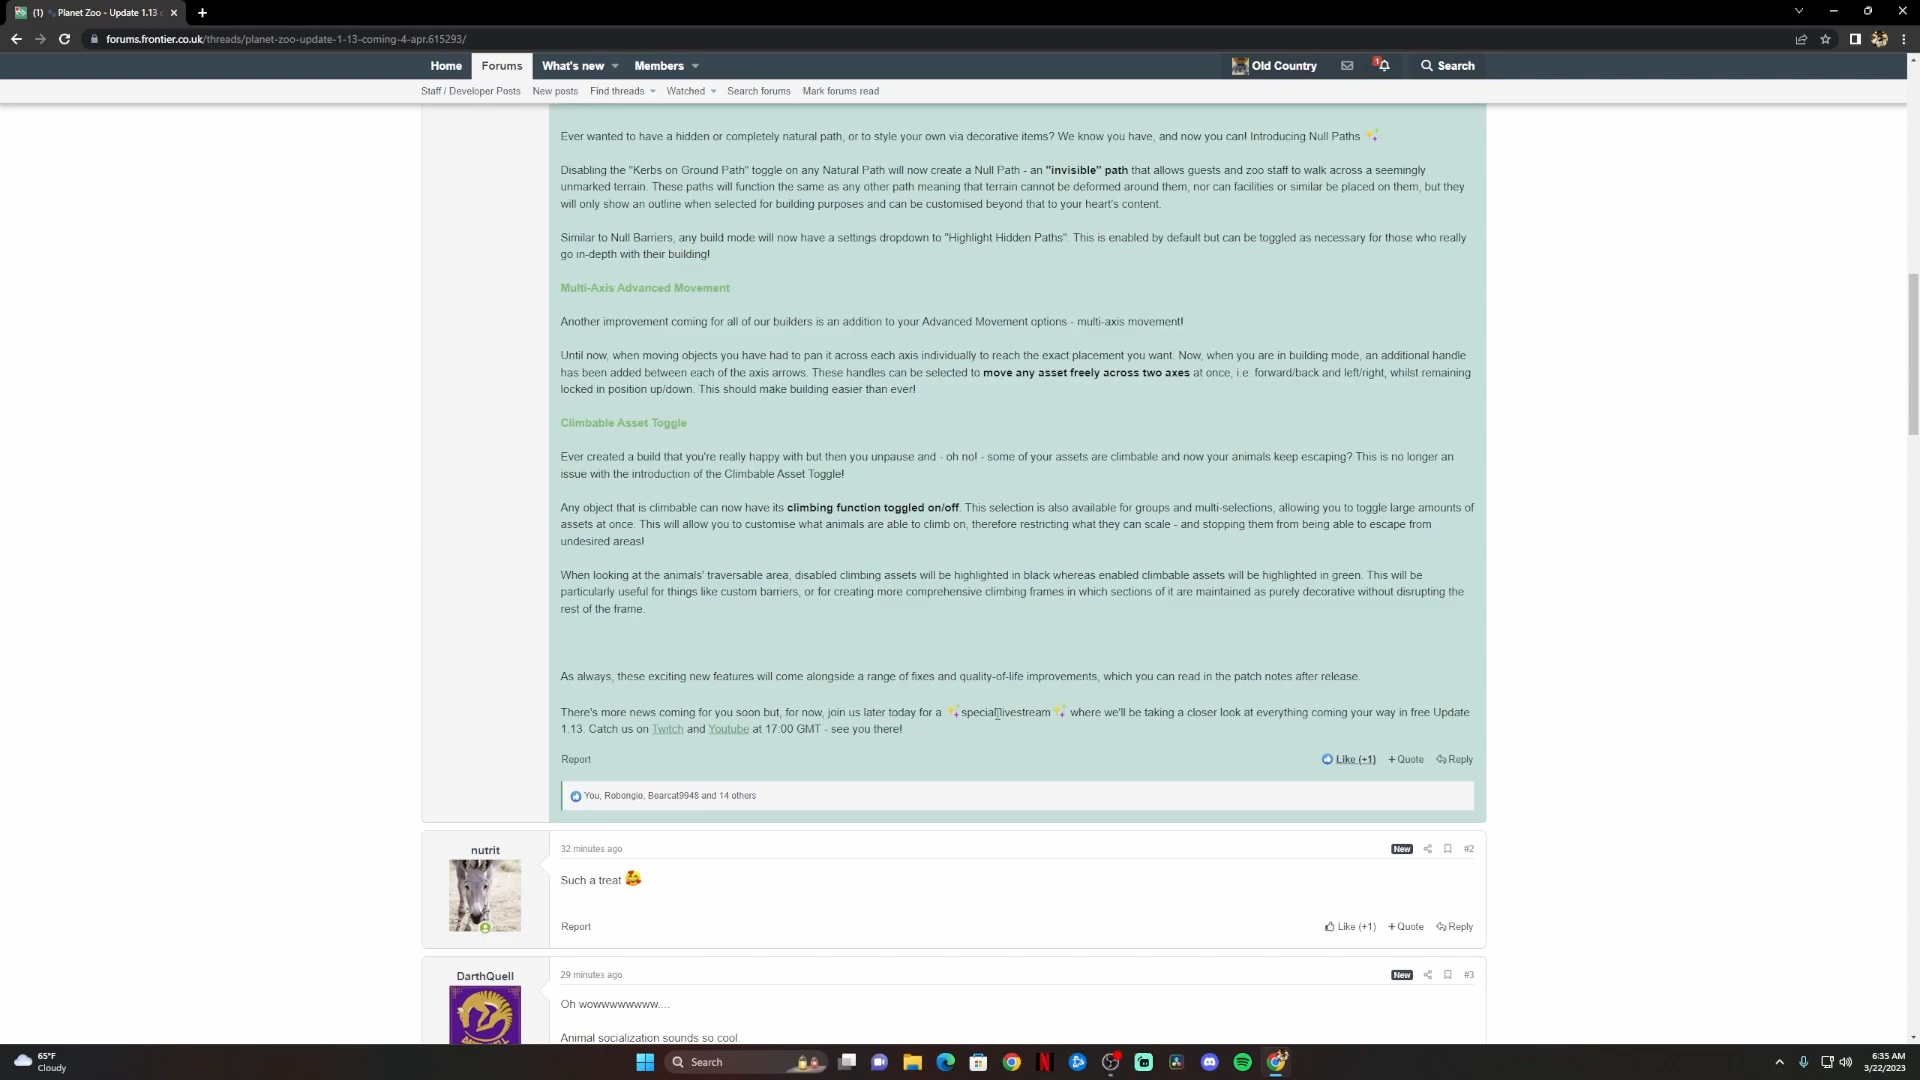 (1) Planet Zoo - Update 1.13 c
forums.frontier.co.uk/threads/planet-zoo-update-1-13-coming-4-apr.615293/
Home Forums What's new Members Old Country 1 Search
Staff / Developer Posts New posts Find threads Watched Search forums Mark forums read
Ever wanted to have a hidden or completely natural path, or to style your own via decorative items? We know you have, and now you can! Introducing Null Paths ✨
Disabling the "Kerbs on Ground Path" toggle on any Natural Path will now create a Null Path - an "invisible" path that allows guests and zoo staff to walk across a seemingly
unmarked terrain. These paths will function the same as any other path meaning that terrain cannot be deformed around them, nor can facilities or similar be placed on them, but they
will only show an outline when selected for building purposes and can be customised beyond that to your heart's content.
Similar to Null Barriers, any build mode will now have a settings dropdown to "Highlight Hidden Paths". This is enabled by default but can be toggled as necessary for those who really
go in-depth with their building!
Multi-Axis Advanced Movement
Another improvement coming for all of our builders is an addition to your Advanced Movement options - multi-axis movement!
Until now, when moving objects you have had to pan it across each axis individually to reach the exact placement you want. Now, when you are in building mode, an additional handle
has been added between each of the axis arrows. These handles can be selected to move any asset freely across two axes at once, i.e. forward/back and left/right, whilst remaining
locked in position up/down. This should make building easier than ever!
Climbable Asset Toggle
Ever created a build that you're really happy with but then you unpause and - oh no! - some of your assets are climbable and now your animals keep escaping? This is no longer an
issue with the introduction of the Climbable Asset Toggle!
Any object that is climbable can now have its climbing function toggled on/off. This selection is also available for groups and multi-selections, allowing you to toggle large amounts of
assets at once. This will allow you to customise what animals are able to climb on, therefore restricting what they can scale - and stopping them from being able to escape from
undesired areas!
When looking at the animals' traversable area, disabled climbing assets will be highlighted in black whereas enabled climbable assets will be highlighted in green. This will be
particularly useful for things like custom barriers, or for creating more comprehensive climbing frames in which sections of it are maintained as purely decorative without disrupting the
rest of the frame.
As always, these exciting new features will come alongside a range of fixes and quality-of-life improvements, which you can read in the patch notes after release.
There's more news coming for you soon but, for now, join us later today for a ✨special livestream✨ where we'll be taking a closer look at everything coming your way in free Update
1.13. Catch us on Twitch and Youtube at 17:00 GMT - see you there!
Report Like (+1) + Quote Reply
You, Robongio, Bearcat9948 and 14 others
nutrit
32 minutes ago New #2
Such a treat 🥰
Report Like (+1) + Quote Reply
DarthQuell
29 minutes ago New #3
Oh wowwwwwwww....
Animal socialization sounds so cool.
65°F
Cloudy
Search
6:35 AM
3/22/2023